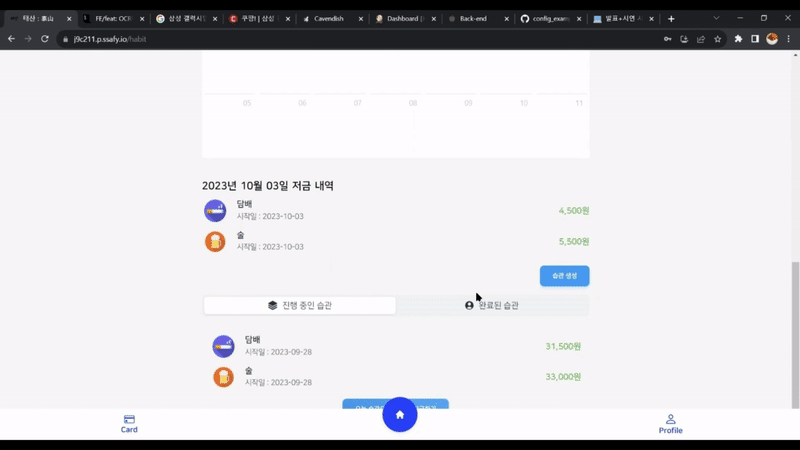 태산 : 泰山
FE/feat: OCR
삼성 갤럭시
쿠팡! | 삼성
Cavendish
Dashboard
Back-end
config_exam
발표+시연
j9c211.p.ssafy.io/habit
05 06 07 08 09 10 11
2023년 10월 03일 저금 내역
담배 4,500원
시작일 : 2023-10-03
술 5,500원
시작일 : 2023-10-03
습관 생성
진행 중인 습관 완료된 습관
담배 31,500원
시작일 : 2023-09-28
술 33,000원
시작일 : 2023-09-28
Card
Profile